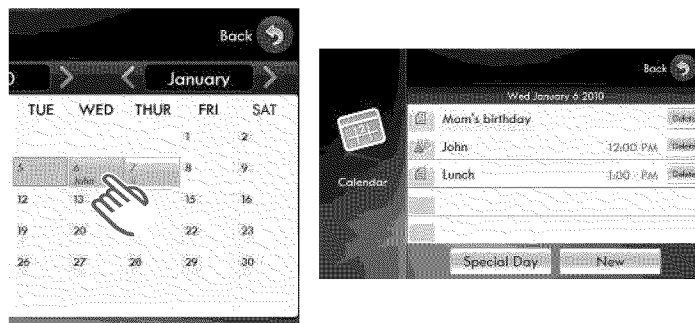 Back
January
TUE WED THUR FRI SAT
1 2
5 6 7 8 9
John
12 13 15 16
19 20 22 23
26 27 28 29 30
Back
Wed January 6 2010
Mom's birthday
John 12:00 PM
Calendar
Lunch 1:00 PM
Special Day New